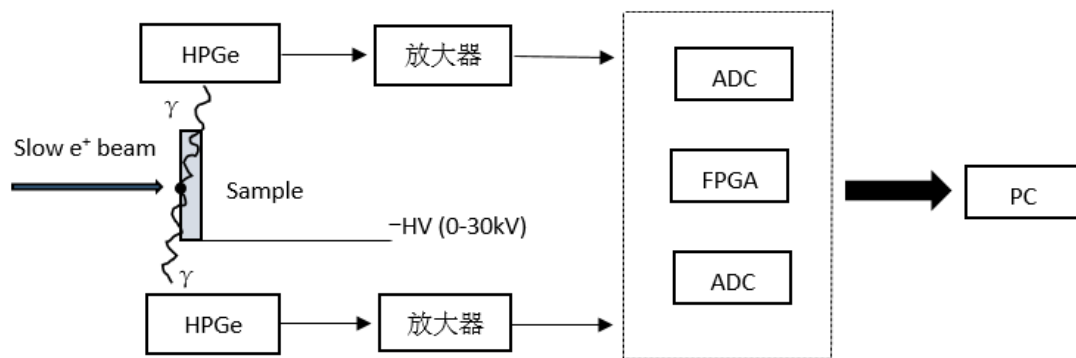 HPGe
放大器
ADC
γ
Slow e⁺ beam
Sample
FPGA
PC
−HV (0-30kV)
ADC
γ
HPGe
放大器